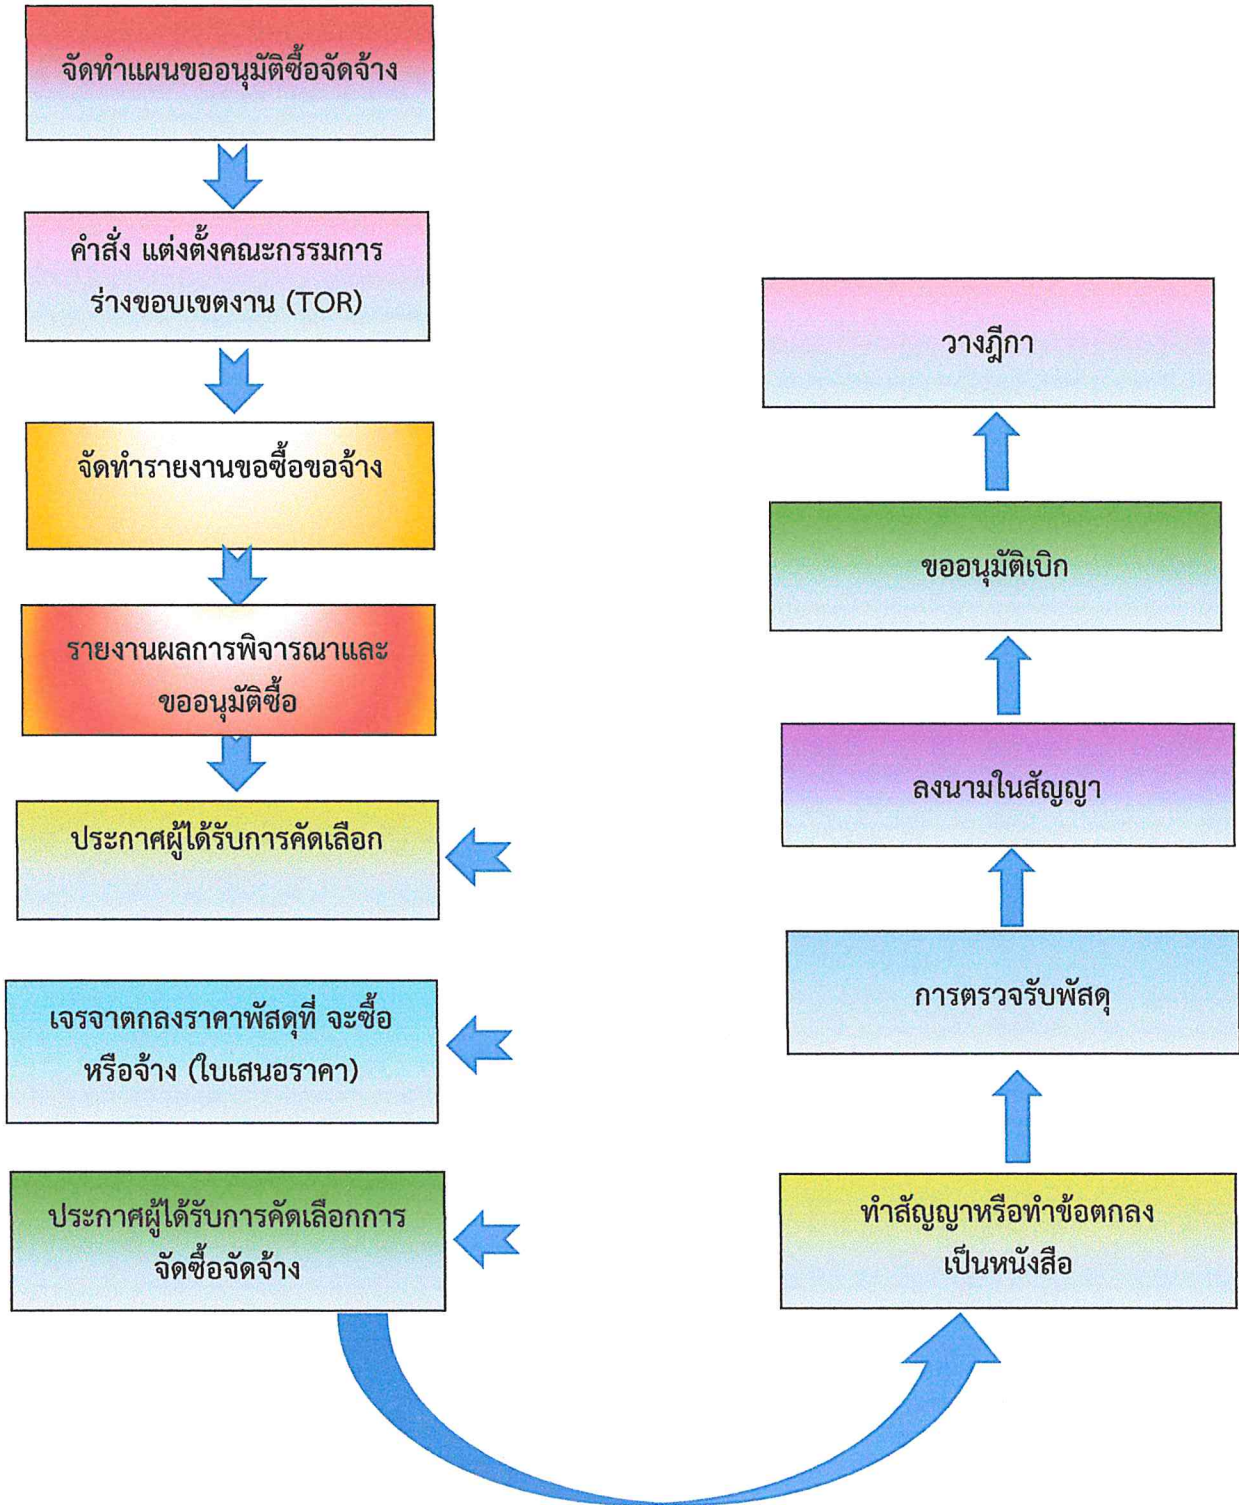 จัดทำแผนขออนุมัติซื้อจัดจ้าง
คำสั่ง แต่งตั้งคณะกรรมการ
ร่างขอบเขตงาน (TOR)
จัดทำรายงานขอซื้อขอจ้าง
รายงานผลการพิจารณาและ
ขออนุมัติซื้อ
ประกาศผู้ได้รับการคัดเลือก
เจรจาตกลงราคาพัสดุที่ จะซื้อ
หรือจ้าง (ใบเสนอราคา)
ประกาศผู้ได้รับการคัดเลือกการ
จัดซื้อจัดจ้าง
วางฎีกา
ขออนุมัติเบิก
ลงนามในสัญญา
การตรวจรับพัสดุ
ทำสัญญาหรือทำข้อตกลง
เป็นหนังสือ